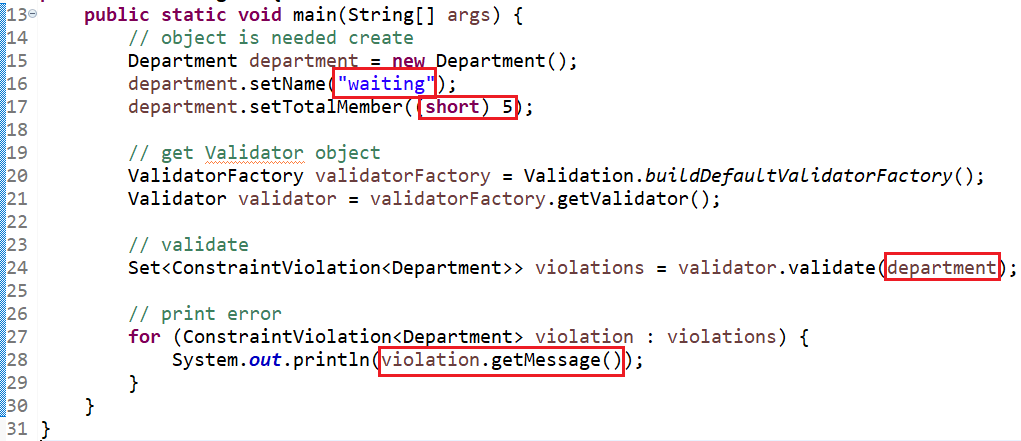 13 public static void main(String[] args) {
14 // object is needed create
15 Department department = new Department();
16 department.setName("waiting");
17 department.setTotalMember((short) 5);
18
19 // get Validator object
20 ValidatorFactory validatorFactory = Validation.buildDefaultValidatorFactory();
21 Validator validator = validatorFactory.getValidator();
22
23 // validate
24 Set<ConstraintViolation<Department>> violations = validator.validate(department);
25
26 // print error
27 for (ConstraintViolation<Department> violation : violations) {
28 System.out.println(violation.getMessage());
29 }
30 }
31 }